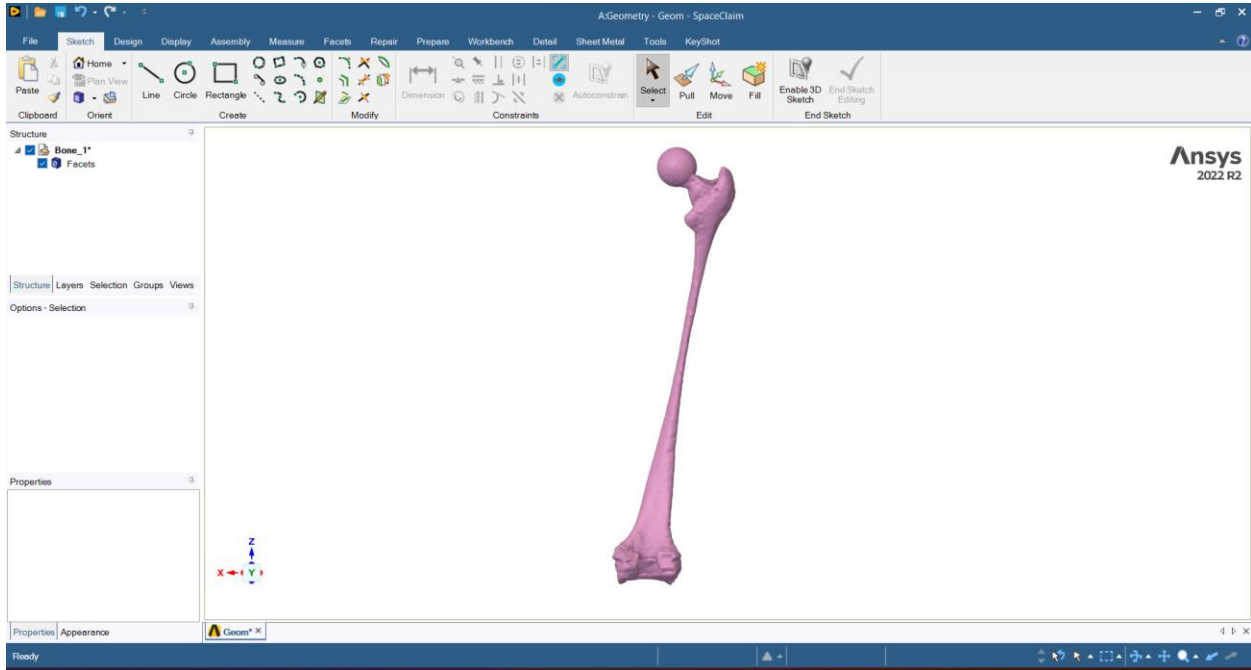 A:Geometry - Geom - SpaceClaim
File Sketch Design Display Assembly Measure Facets Repair Prepare Workbench Detail Sheet Metal Tools KeyShot
Paste
Home
Plan View
Line Circle Rectangle
Dimension
Autoconstrain
Select Pull Move Fill
Enable 3D Sketch
End Sketch Editing
Clipboard Orient Create Modify Constraints Edit End Sketch
Structure
Bone_1*
Facets
Structure Layers Selection Groups Views
Options - Selection
Properties
Properties Appearance
Ansys
2022 R2
Z
X
Y
Geom*
Ready